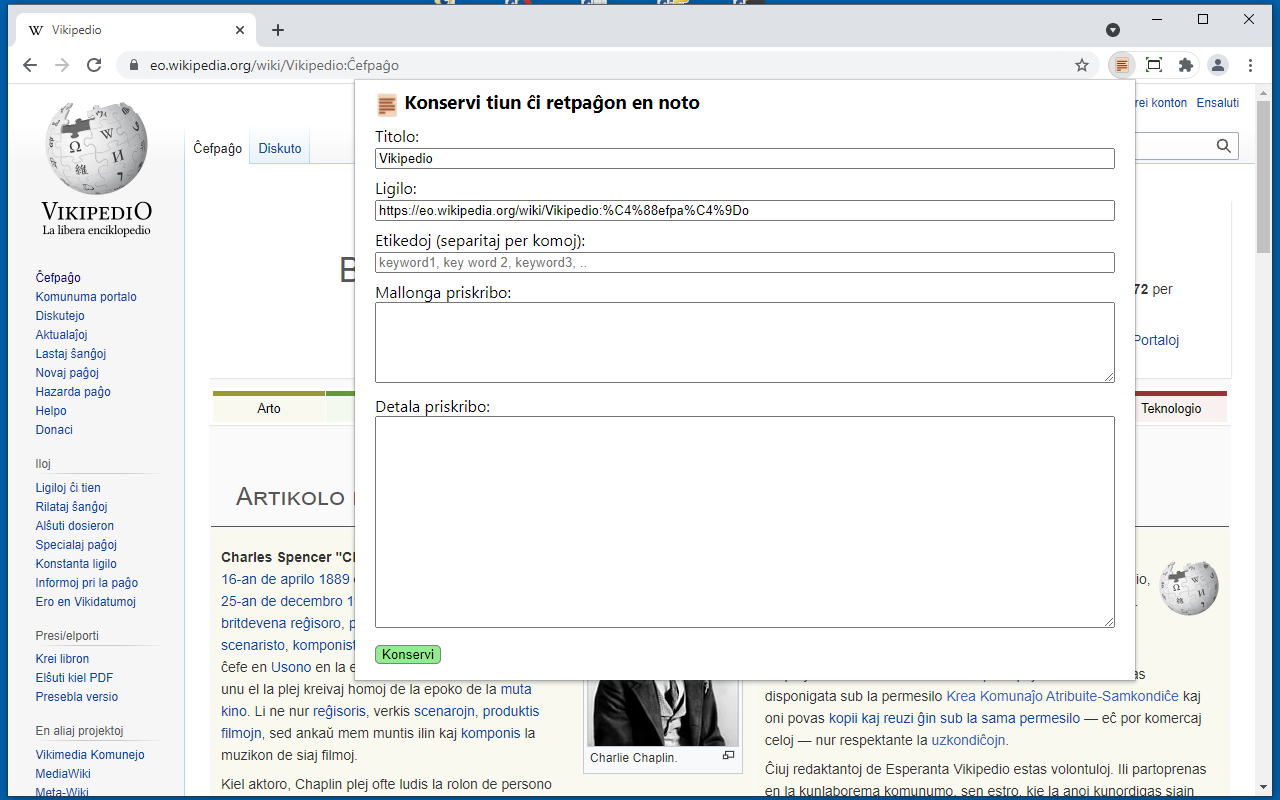 Vikipedio
eo.wikipedia.org/wiki/Vikipedio:Ĉefpaĝo
Konservi tiun ĉi retpaĝon en noto
Titolo:
Vikipedio
Ligilo:
https://eo.wikipedia.org/wiki/Vikipedio:%C4%88efpa%C4%9Do
Etikedoj (separitaj per komoj):
keyword1, key word 2, keyword3, ..
Mallonga priskribo:
Detala priskribo:
Konservi
rei konton Ensaluti
VIKIPEDIO
La libera enciklopedio
Ĉefpaĝo Diskuto
Ĉefpaĝo
Komunuma portalo
Diskutejo
Aktualaĵoj
Lastaj ŝanĝoj
Novaj paĝoj
Hazarda paĝo
Helpo
Donaci
Iloj
Ligiloj ĉi tien
Rilataj ŝanĝoj
Alŝuti dosieron
Specialaj paĝoj
Konstanta ligilo
Informoj pri la paĝo
Ero en Vikidatumoj
Presi/elporti
Krei libron
Elŝuti kiel PDF
Presebla versio
En aliaj projektoj
Vikimedia Komunejo
MediaWiki
Meta-Wiki
B
72 per
Portaloj
Arto
Teknologio
ARTIKOLO
Charles Spencer "Cl
16-an de aprilo 1889
25-an de decembro 1
britdevena reĝisoro, p
scenaristo, komponist
ĉefe en Usono en la e
unu el la plej kreivaj homoj de la epoko de la muta
kino. Li ne nur reĝisoris, verkis scenarojn, produktis
filmojn, sed ankaŭ mem muntis ilin kaj komponis la
muzikon de siaj filmoj.
Kiel aktoro, Chaplin plej ofte ludis la rolon de persono
Charlie Chaplin.
io,
as
disponigata sub la permesilo Krea Komunaĵo Atribuite-Samkondiĉe kaj
oni povas kopii kaj reuzi ĝin sub la sama permesilo — eĉ por komercaj
celoj — nur respektante la uzkondiĉojn.
Ĉiuj redaktantoj de Esperanta Vikipedio estas volontuloj. Ili partoprenas
en la kunlaborema komunumo, sen estro, kie la anoj kunordigas siajn